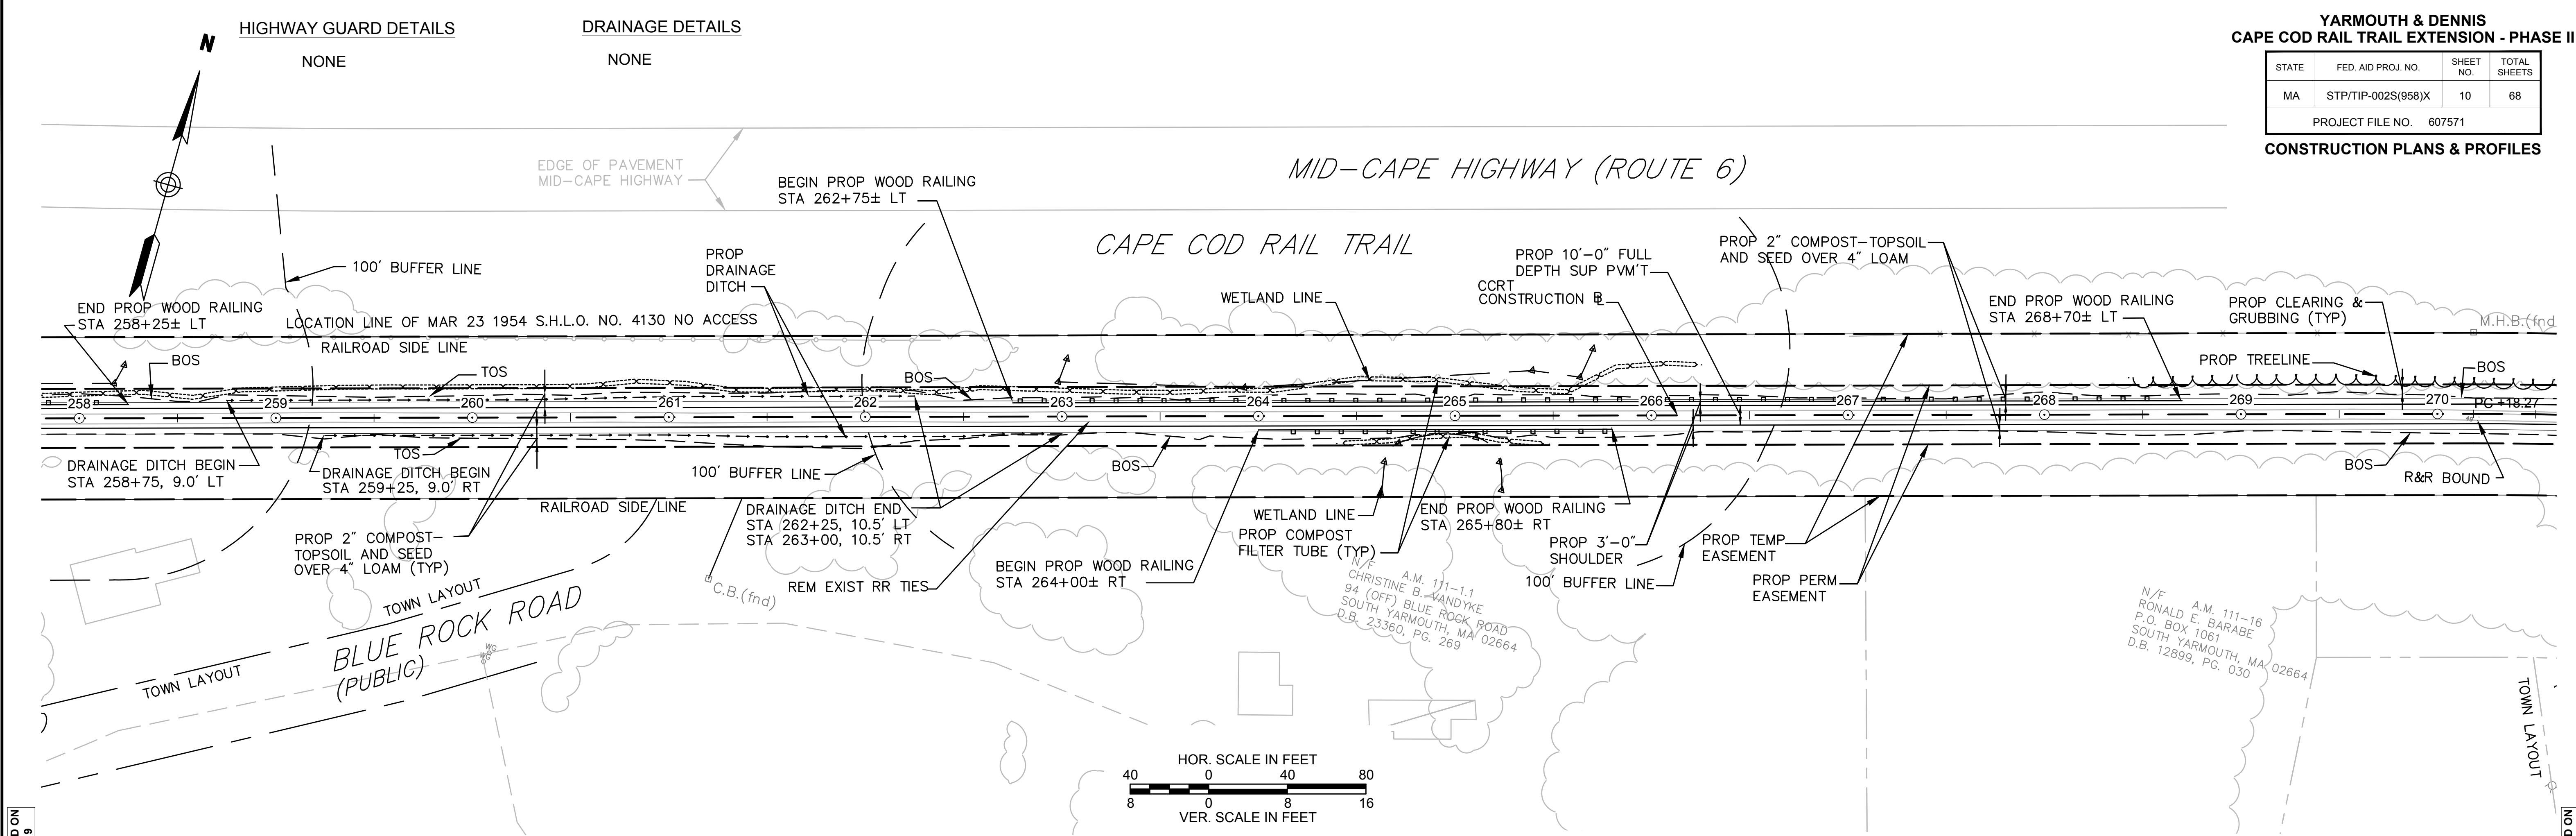 HIGHWAY GUARD DETAILS
NONE
DRAINAGE DETAILS
NONE
YARMOUTH & DENNIS
CAPE COD RAIL TRAIL EXTENSION - PHASE II
STATE
FED. AID PROJ. NO.
SHEET
NO.
TOTAL
SHEETS
MA
STP/TIP-002S(958)X
10
68
PROJECT FILE NO. 607571
CONSTRUCTION PLANS & PROFILES
N
EDGE OF PAVEMENT
MID-CAPE HIGHWAY
MID-CAPE HIGHWAY (ROUTE 6)
BEGIN PROP WOOD RAILING
STA 262+75± LT
CAPE COD RAIL TRAIL
100' BUFFER LINE
PROP
DRAINAGE
DITCH
PROP 10'-0" FULL
DEPTH SUP PVM'T
PROP 2" COMPOST-TOPSOIL
AND SEED OVER 4" LOAM
CCRT
CONSTRUCTION BL
WETLAND LINE
END PROP WOOD RAILING
STA 258+25± LT
END PROP WOOD RAILING
STA 268+70± LT
PROP CLEARING &
GRUBBING (TYP)
LOCATION LINE OF MAR 23 1954 S.H.L.O. NO. 4130 NO ACCESS
M.H.B.(fnd
RAILROAD SIDE LINE
BOS
TOS
BOS
PROP TREELINE
BOS
258
259
260
261
262
263
264
265
266
267
268
269
270
PC +18.27
DRAINAGE DITCH BEGIN
STA 258+75, 9.0' LT
TOS
DRAINAGE DITCH BEGIN
STA 259+25, 9.0' RT
100' BUFFER LINE
BOS
BOS
R&R BOUND
RAILROAD SIDE LINE
DRAINAGE DITCH END
STA 262+25, 10.5' LT
STA 263+00, 10.5' RT
WETLAND LINE
END PROP WOOD RAILING
STA 265+80± RT
PROP COMPOST
FILTER TUBE (TYP)
PROP 3'-0"
SHOULDER
PROP TEMP
EASEMENT
PROP 2" COMPOST-
TOPSOIL AND SEED
OVER 4" LOAM (TYP)
BEGIN PROP WOOD RAILING
STA 264+00± RT
REM EXIST RR TIES
100' BUFFER LINE
PROP PERM
EASEMENT
C.B.(fnd)
N/F A.M. 111-1.1
CHRISTINE B. VANDYKE
94 (OFF) BLUE ROCK ROAD
SOUTH YARMOUTH, MA 02664
D.B. 23360, PG. 269
N/F A.M. 111-16
RONALD E. BARABE
P.O. BOX 1061
SOUTH YARMOUTH, MA 02664
D.B. 12899, PG. 030
TOWN LAYOUT
BLUE ROCK ROAD
(PUBLIC)
WG
WG
TOWN LAYOUT
TOWN LAYOUT
HOR. SCALE IN FEET
40 0 40 80
8 0 8 16
VER. SCALE IN FEET
D ON
9
D ON